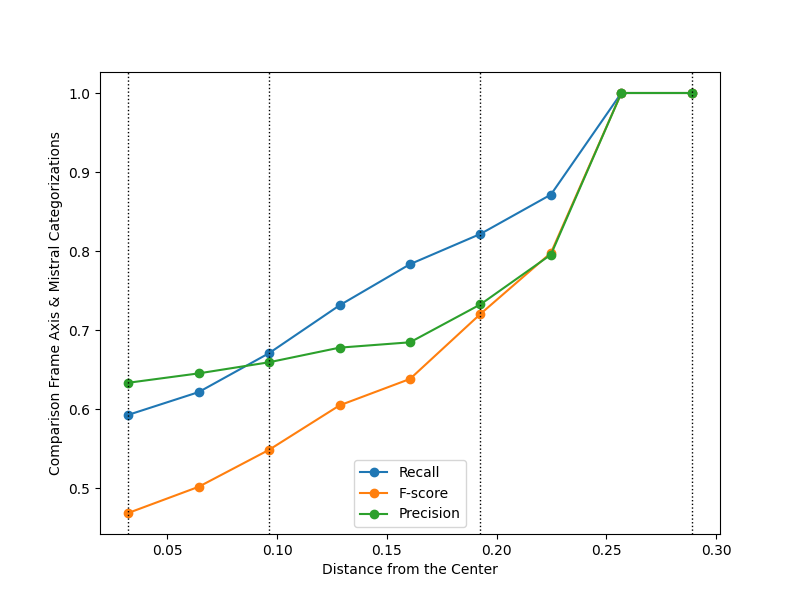 Comparison Frame Axis & Mistral Categorizations
1.0
0.9
0.8
0.7
0.6
0.5
Recall
F-score
Precision
0.05 0.10 0.15 0.20 0.25 0.30
Distance from the Center